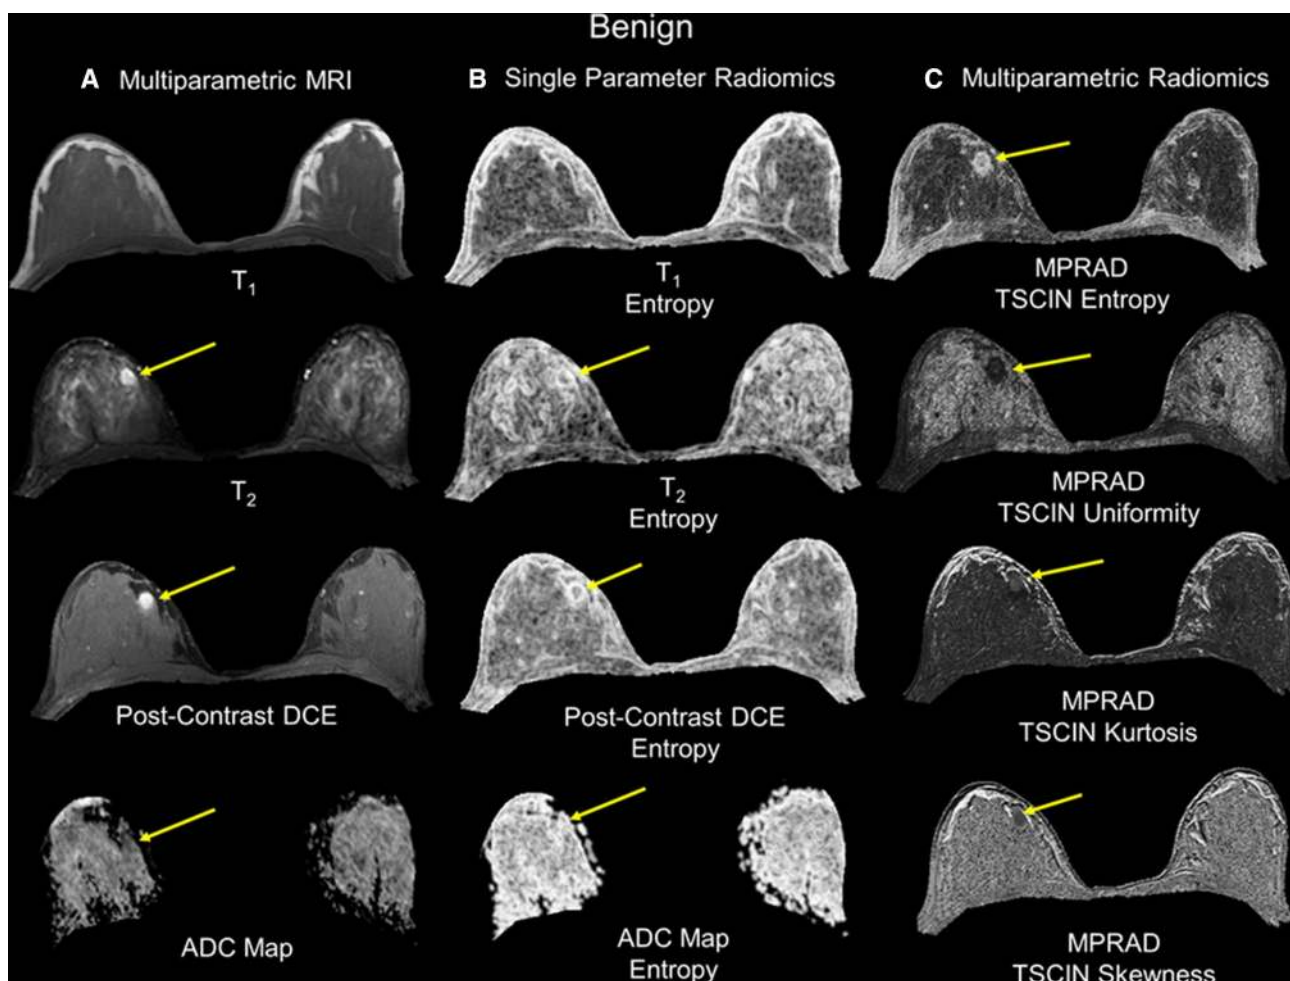 Benign
A Multiparametric MRI
B Single Parameter Radiomics
C Multiparametric Radiomics
T1
T1
Entropy
MPRAD
TSCIN Entropy
T2
T2
Entropy
MPRAD
TSCIN Uniformity
Post-Contrast DCE
Post-Contrast DCE
Entropy
MPRAD
TSCIN Kurtosis
ADC Map
ADC Map
Entropy
MPRAD
TSCIN Skewness